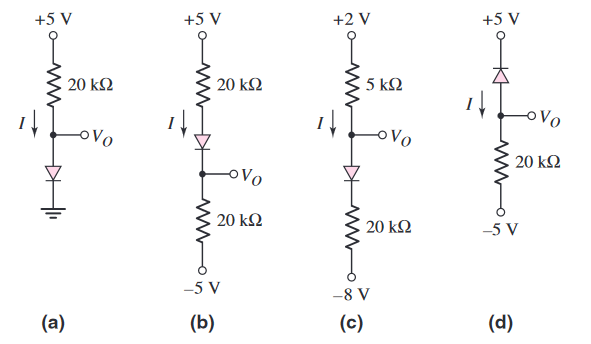 +5 V +5 V +2 V +5 V
20 kΩ 20 kΩ 5 kΩ
I I I I
V_O V_O V_O
V_O
20 kΩ
20 kΩ 20 kΩ
–5 V
–5 V –8 V
(a) (b) (c) (d)